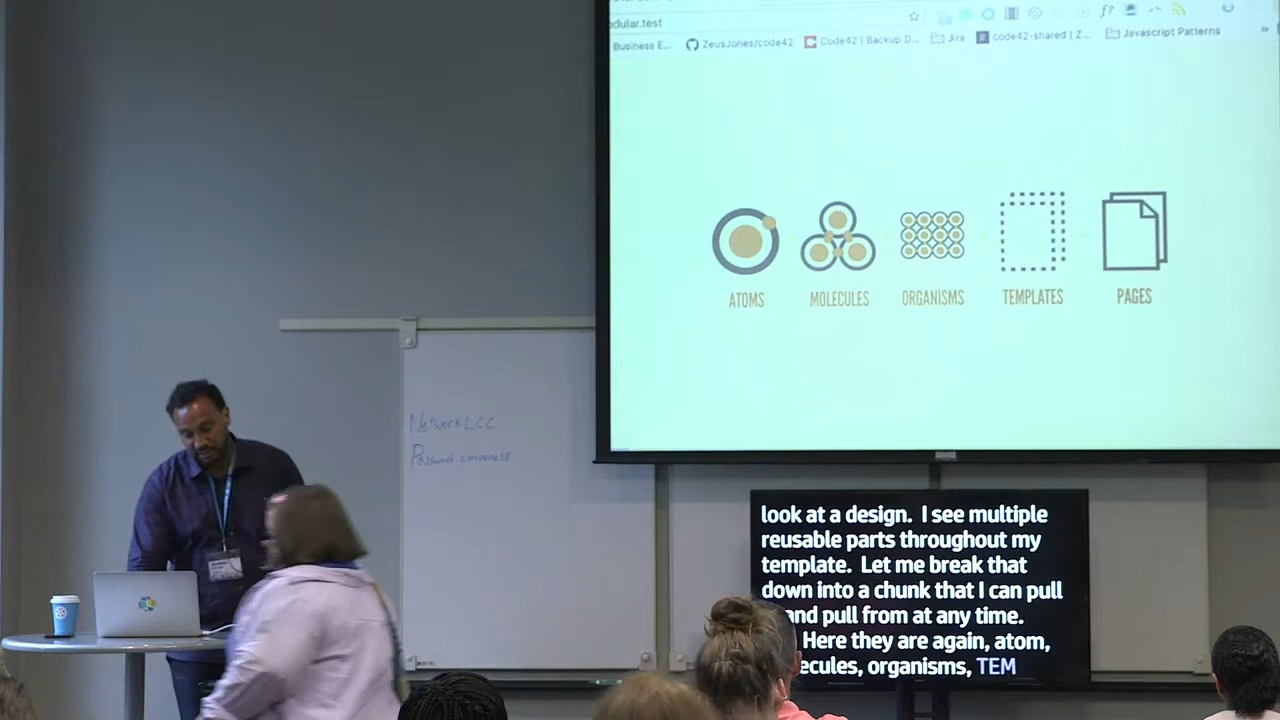 odular.test
Business E... ZeusJones/code42 Code42 | Backup D... Jira code42-shared | Z... Javascript Patterns »
ATOMS MOLECULES ORGANISMS TEMPLATES PAGES
Network LCC
look at a design. I see multiple
reusable parts throughout my
template. Let me break that
down into a chunk that I can pull
and pull from at any time.
Here they are again, atom,
ecules, organisms, TEM